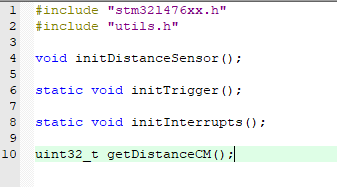 1 #include "stm32l476xx.h"
2 #include "utils.h"
3
4 void initDistanceSensor();
5
6 static void initTrigger();
7
8 static void initInterrupts();
9
10 uint32_t getDistanceCM();